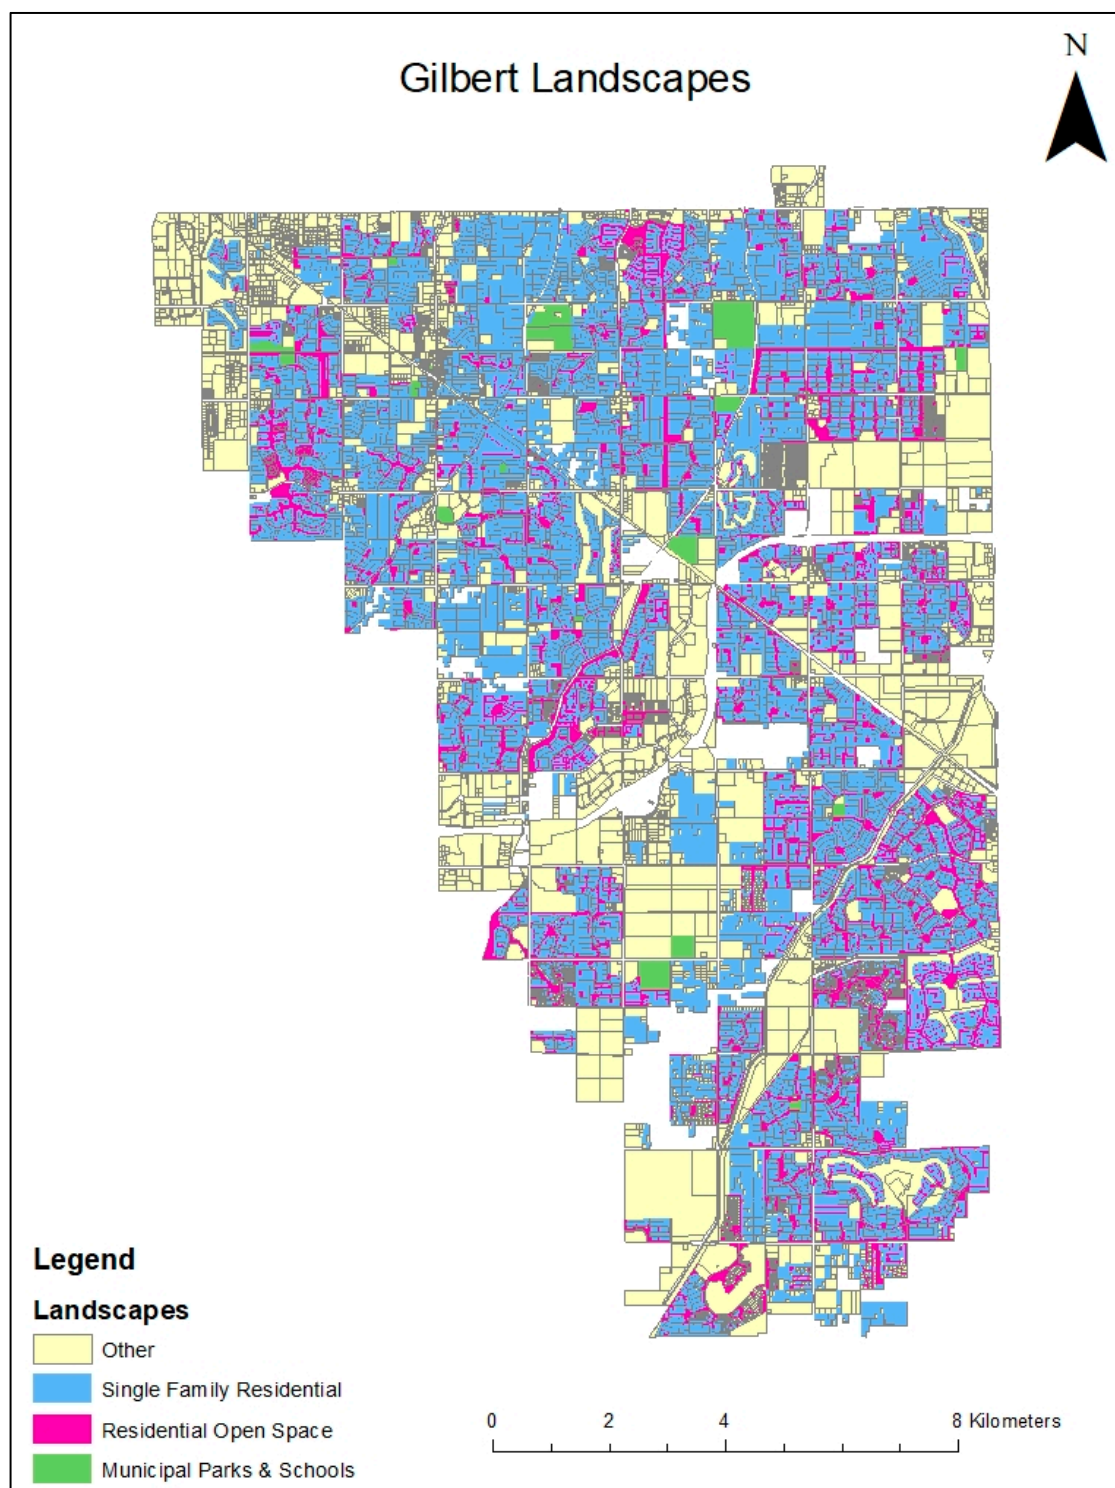 N
Gilbert Landscapes
Legend
Landscapes
Other
Single Family Residential
Residential Open Space
Municipal Parks & Schools
0 2 4 8 Kilometers